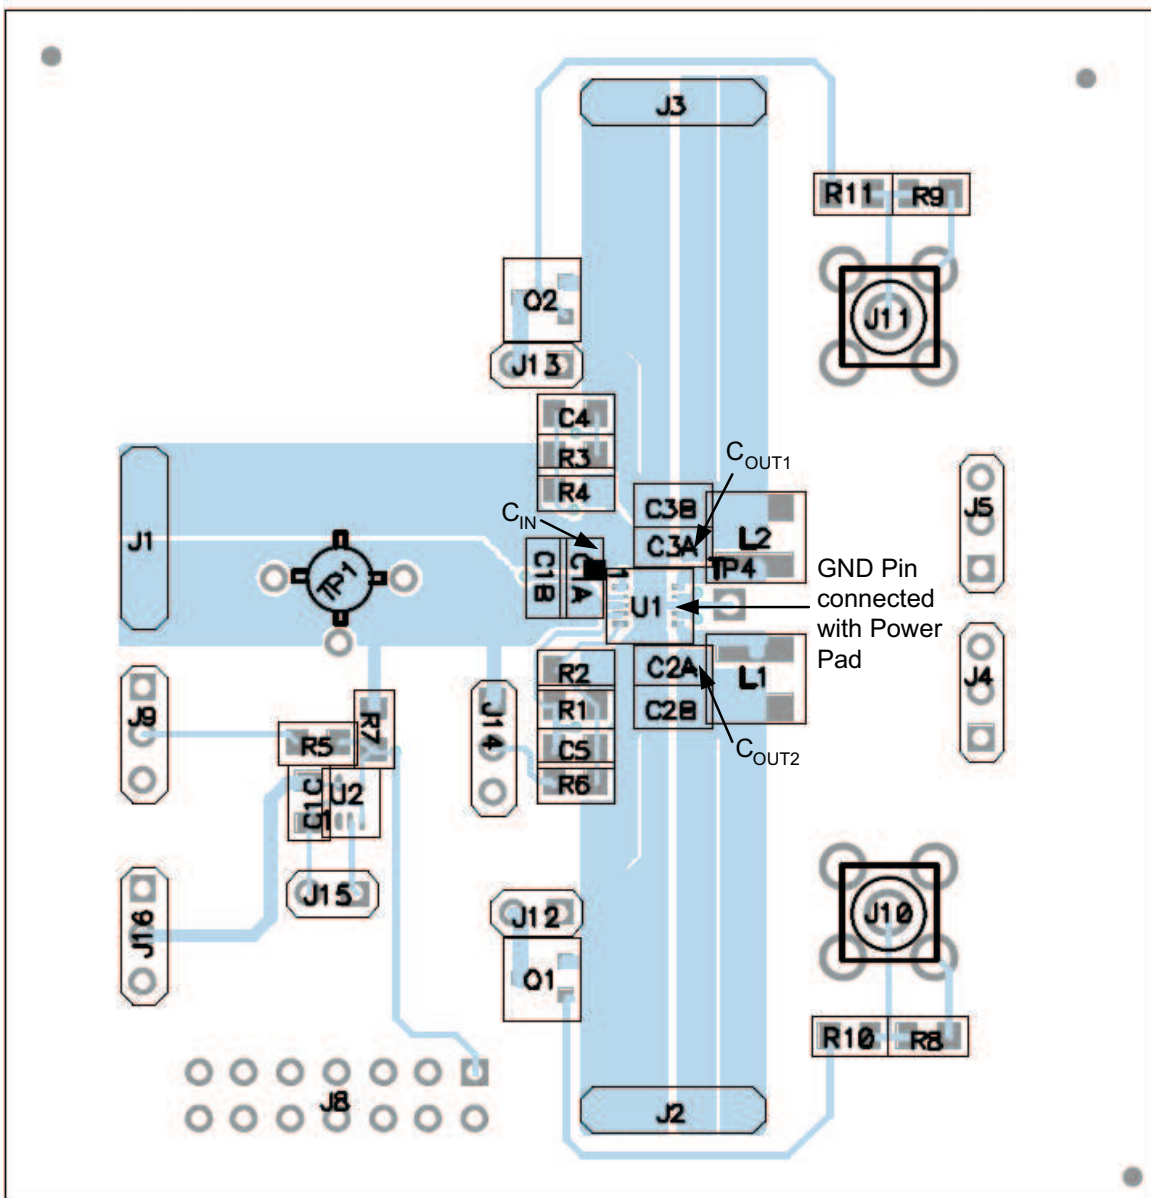 J3
R11
R9
Q2
J11
J13
C4
R3
R4
C_OUT1
C_IN
C3B
C3A
L2
J5
J1
TP1
C1B
C1A
1
U1
TP4
GND Pin
connected
with Power
Pad
R2
C2A
L1
J4
J9
R7
J14
R1
C2B
R5
C5
C_OUT2
R6
U2
C1C
J15
J16
J12
J10
Q1
R10
R8
J8
J2